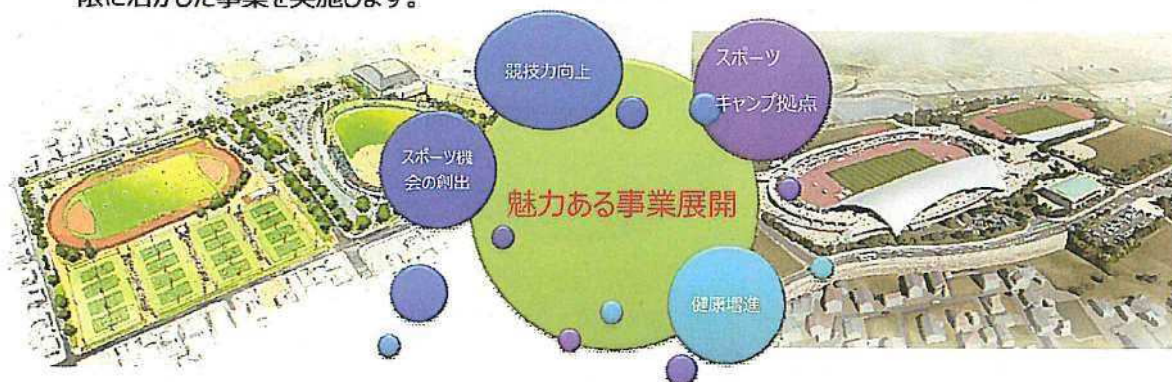 限に活かした事業を実施します。
競技力向上
スポーツ
キャンプ拠点
スポーツ機
会の創出
魅力ある事業展開
健康増進